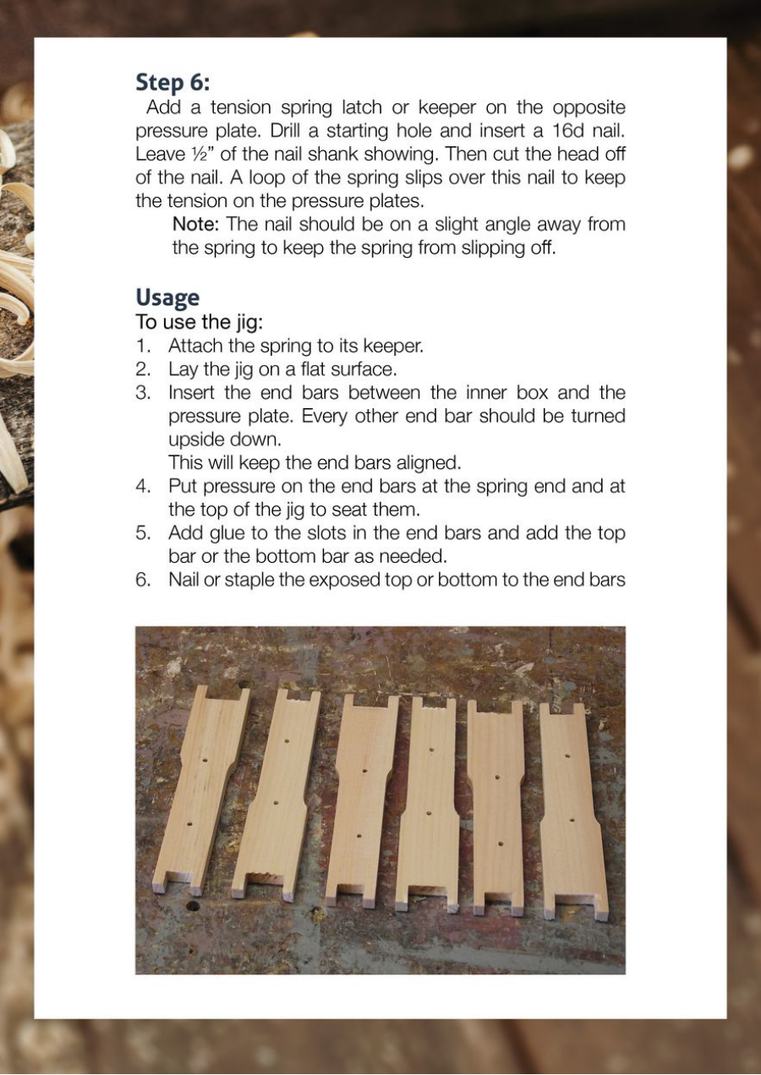 Step 6:
Add a tension spring latch or keeper on the opposite
pressure plate. Drill a starting hole and insert a 16d nail.
Leave ½” of the nail shank showing. Then cut the head off
of the nail. A loop of the spring slips over this nail to keep
the tension on the pressure plates.
Note: The nail should be on a slight angle away from
the spring to keep the spring from slipping off.
Usage
To use the jig:
1. Attach the spring to its keeper.
2. Lay the jig on a flat surface.
3. Insert the end bars between the inner box and the
pressure plate. Every other end bar should be turned
upside down.
This will keep the end bars aligned.
4. Put pressure on the end bars at the spring end and at
the top of the jig to seat them.
5. Add glue to the slots in the end bars and add the top
bar or the bottom bar as needed.
6. Nail or staple the exposed top or bottom to the end bars